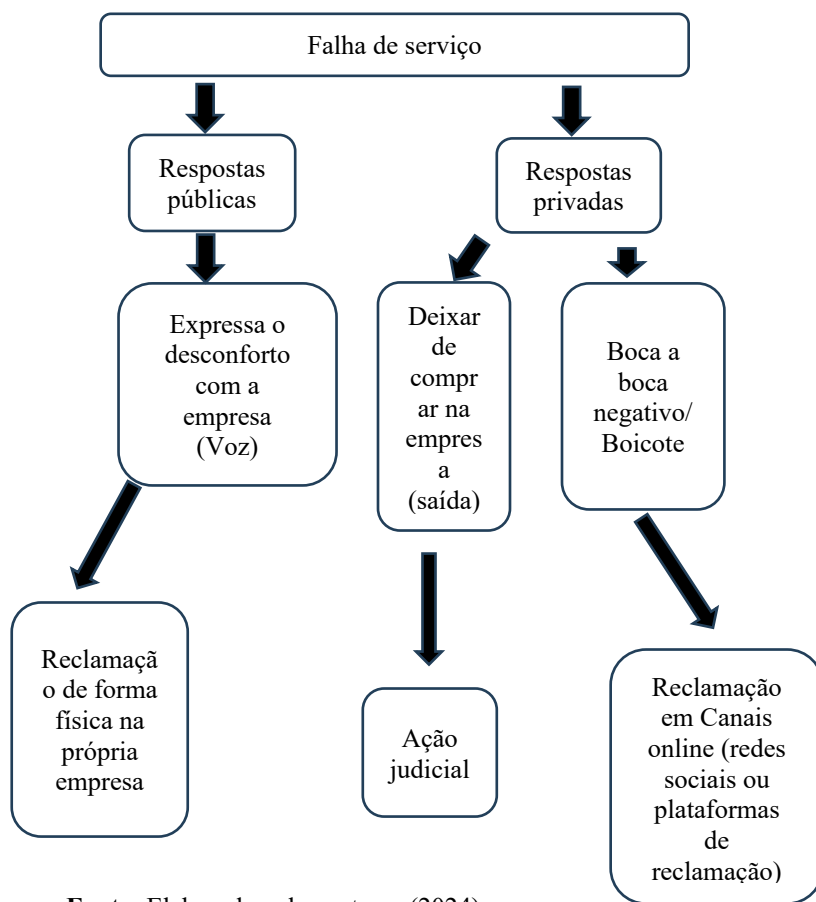 Falha de serviço
Respostas
públicas
Respostas
privadas
Expressa o
desconforto
com a
empresa
(Voz)
Deixar
de
compr
ar na
empres
a
(saída)
Boca a
boca
negativo/
Boicote
Reclamaçã
o de forma
física na
própria
empresa
Ação
judicial
Reclamação
em Canais
online (redes
sociais ou
plataformas
de
reclamação)
(2024)